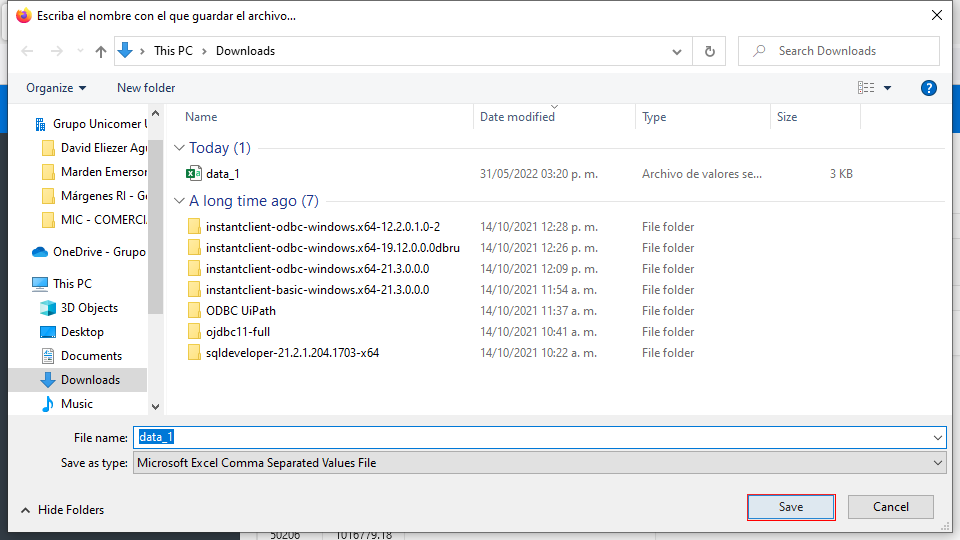 Escriba el nombre con el que guardar el archivo...
This PC
Downloads
Search Downloads
Organize
New folder
Grupo Unicomer
David Eliezer Ag
Marden Emerson
Márgenes RI - G
MIC - COMERCI
OneDrive - Grupo
This PC
3D Objects
Desktop
Documents
Downloads
Music
Name Date modified Type Size
Today (1)
data_1 31/05/2022 03:20 p. m. Archivo de valores se... 3 KB
A long time ago (7)
instantclient-odbc-windows.x64-12.2.0.1.0-2 14/10/2021 12:28 p. m. File folder
instantclient-odbc-windows.x64-19.12.0.0.0dbru 14/10/2021 12:26 p. m. File folder
instantclient-odbc-windows.x64-21.3.0.0.0 14/10/2021 12:09 p. m. File folder
instantclient-basic-windows.x64-21.3.0.0.0 14/10/2021 11:54 a. m. File folder
ODBC UiPath 14/10/2021 11:37 a. m. File folder
ojdbc11-full 14/10/2021 10:41 a. m. File folder
sqldeveloper-21.2.1.204.1703-x64 14/10/2021 10:22 a. m. File folder
File name: data_1
Save as type: Microsoft Excel Comma Separated Values File
Hide Folders
Save
Cancel
50206 1016779.18